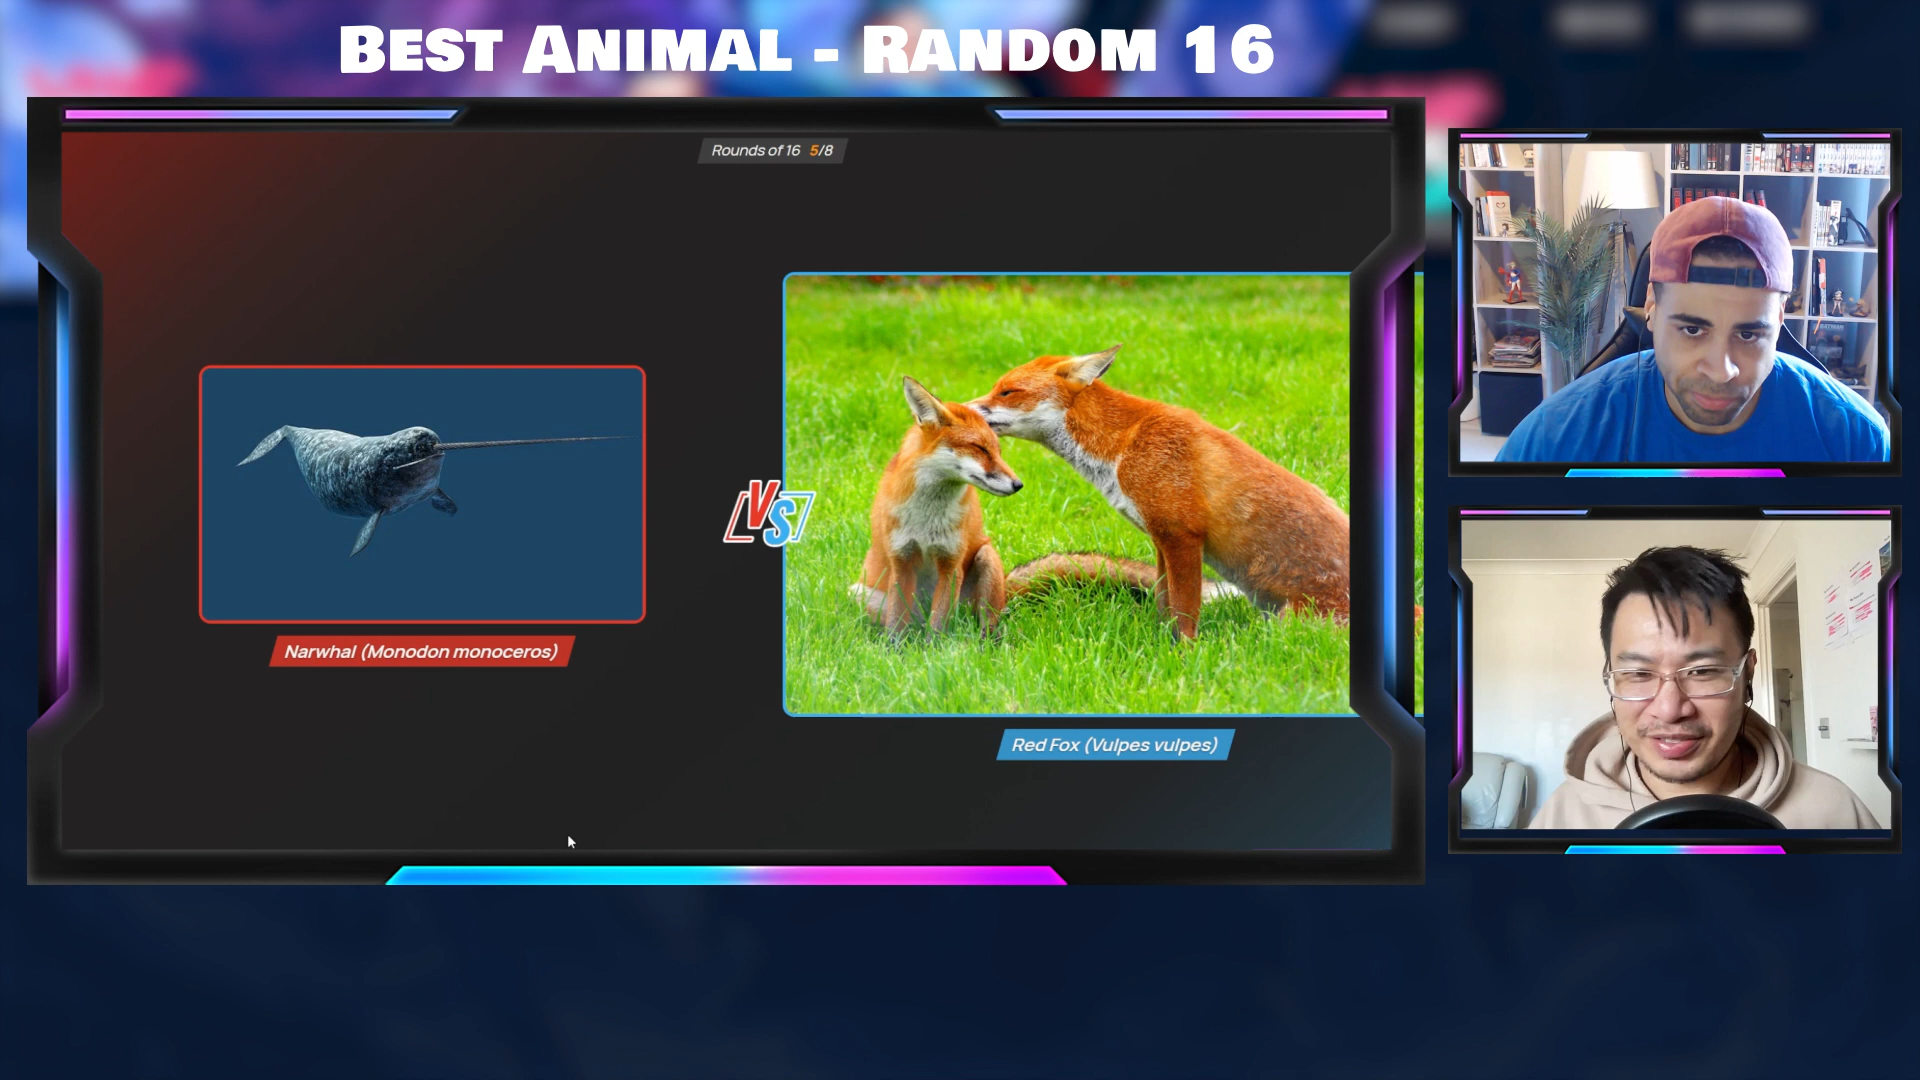 BEST ANIMAL - RANDOM 16
Rounds of 16 5/8
VS
Narwhal (Monodon monoceros)
Red Fox (Vulpes vulpes)